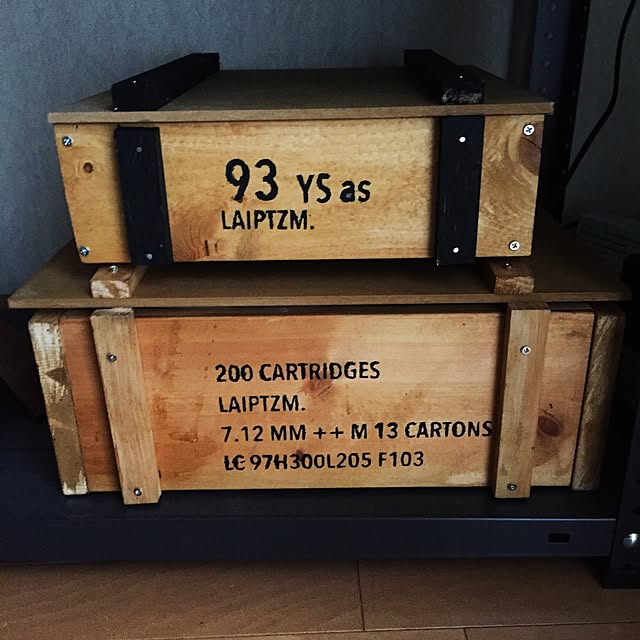 93 YS as
LAIPTZM.
200 CARTRIDGES
LAIPTZM.
7.12 MM ++ M 13 CARTONS
LC 97H300L205 F103